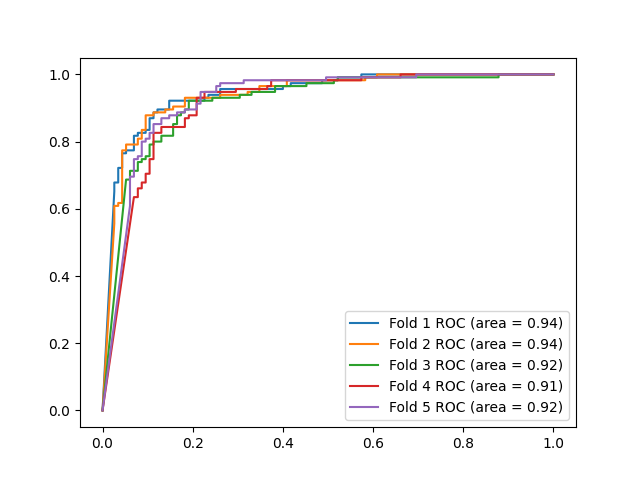 1.0
0.8
0.6
0.4
0.2
0.0
0.0 0.2 0.4 0.6 0.8 1.0
Fold 1 ROC (area = 0.94)
Fold 2 ROC (area = 0.94)
Fold 3 ROC (area = 0.92)
Fold 4 ROC (area = 0.91)
Fold 5 ROC (area = 0.92)